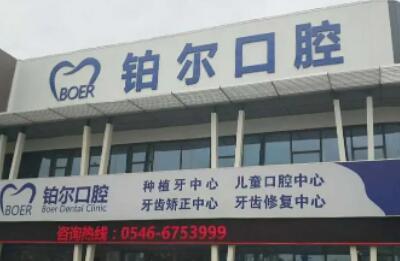 BOER
铂尔口腔
BOER
铂尔口腔
Boer Dental Clinic
种植牙中心 儿童口腔中心
牙齿矫正中心 牙齿修复中心
咨询热线：0546-6753999